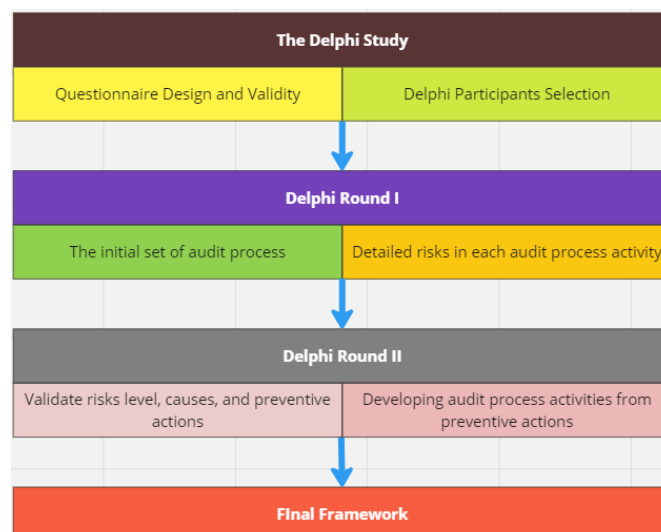 The Delphi Study
Questionnaire Design and Validity
Delphi Participants Selection
Delphi Round I
The initial set of audit process
Detailed risks in each audit process activity
Delphi Round II
Validate risks level, causes, and preventive
actions
Developing audit process activities from
preventive actions
FInal Framework